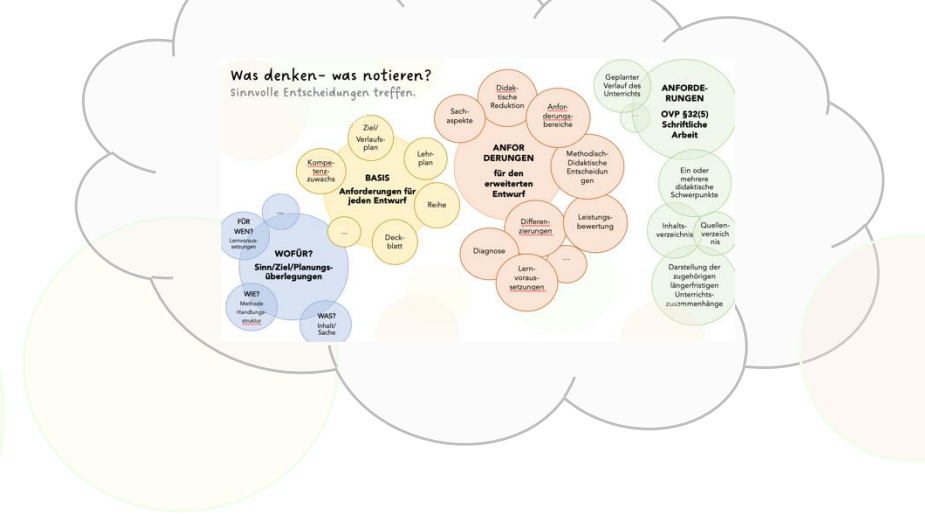 Was denken- was notieren?
Sinnvolle Entscheidungen treffen.
FÜR
WEN?
Lernvoraus-
setzungen
...
WOFÜR?
Sinn/Ziel/Planungs-
überlegungen
WIE?
Methode
Handlungs-
struktur
WAS?
Inhalt/
Sache
Ziel/
Verlaufs-
plan
Kompe-
tenz-
zuwachs
Lehr-
plan
BASIS
Anforderungen für
jeden Entwurf
Reihe
...
Deck-
blatt
Sach-
aspekte
Didak-
tische
Reduktion
Anfor-
derungs-
bereiche
ANFOR
DERUNGEN
für den
erweiterten
Entwurf
Methodisch-
Didaktische
Entscheidun
gen
Differen-
zierungen
Leistungs-
bewertung
Diagnose
...
Lern-
voraus-
setzungen
Geplanter
Verlauf des
Unterrichts
...
ANFORDE-
RUNGEN
OVP §32(5)
Schriftliche
Arbeit
Ein oder
mehrere
didaktische
Schwerpunkte
Inhalts-
verzeichnis
Quellen-
verzeich
nis
Darstellung der
zugehörigen
längerfristigen
Unterrichts-
zusammenhänge